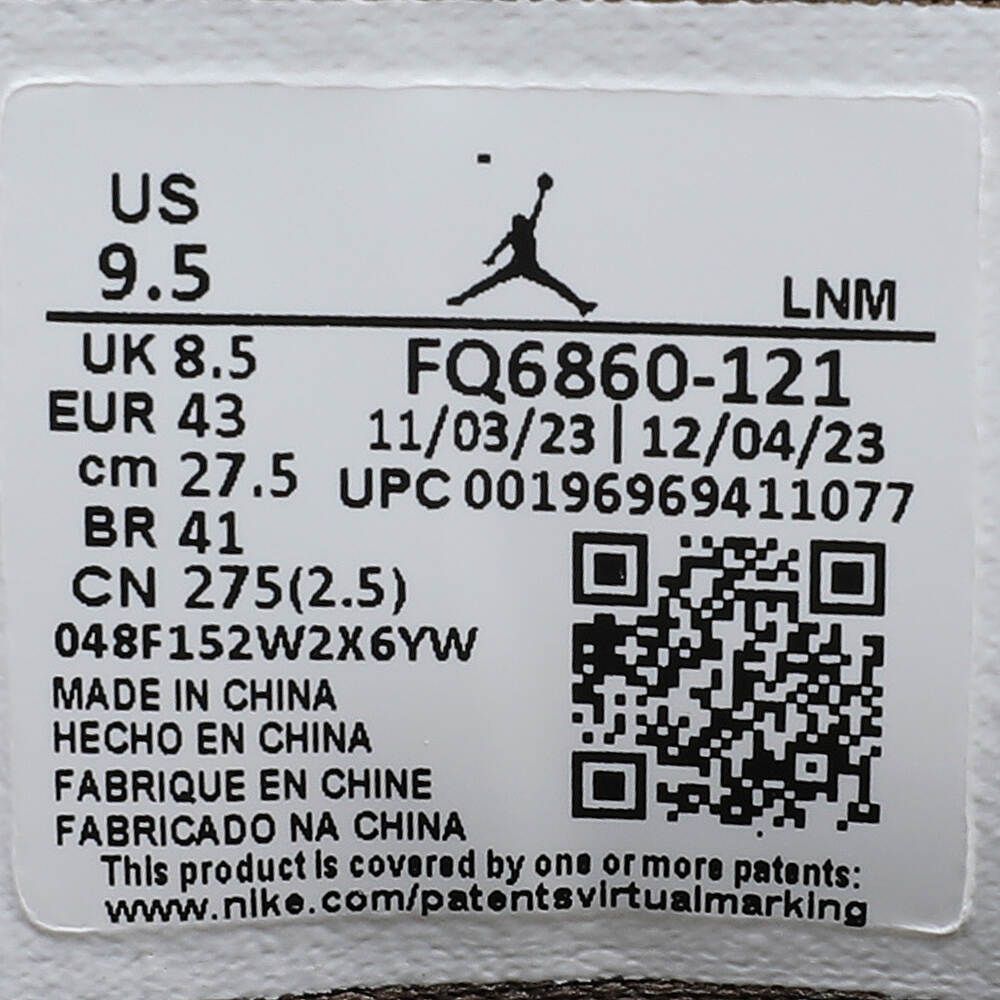 US
9.5
LNM
UK 8.5
FQ6860-121
EUR 43
11/03/23 | 12/04/23
cm 27.5
UPC 00196969411077
BR 41
CN 275(2.5)
048F152W2X6YW
MADE IN CHINA
HECHO EN CHINA
FABRIQUE EN CHINE
FABRICADO NA CHINA
This product is covered by one or more patents:
www.nike.com/patentsvirtualmarking